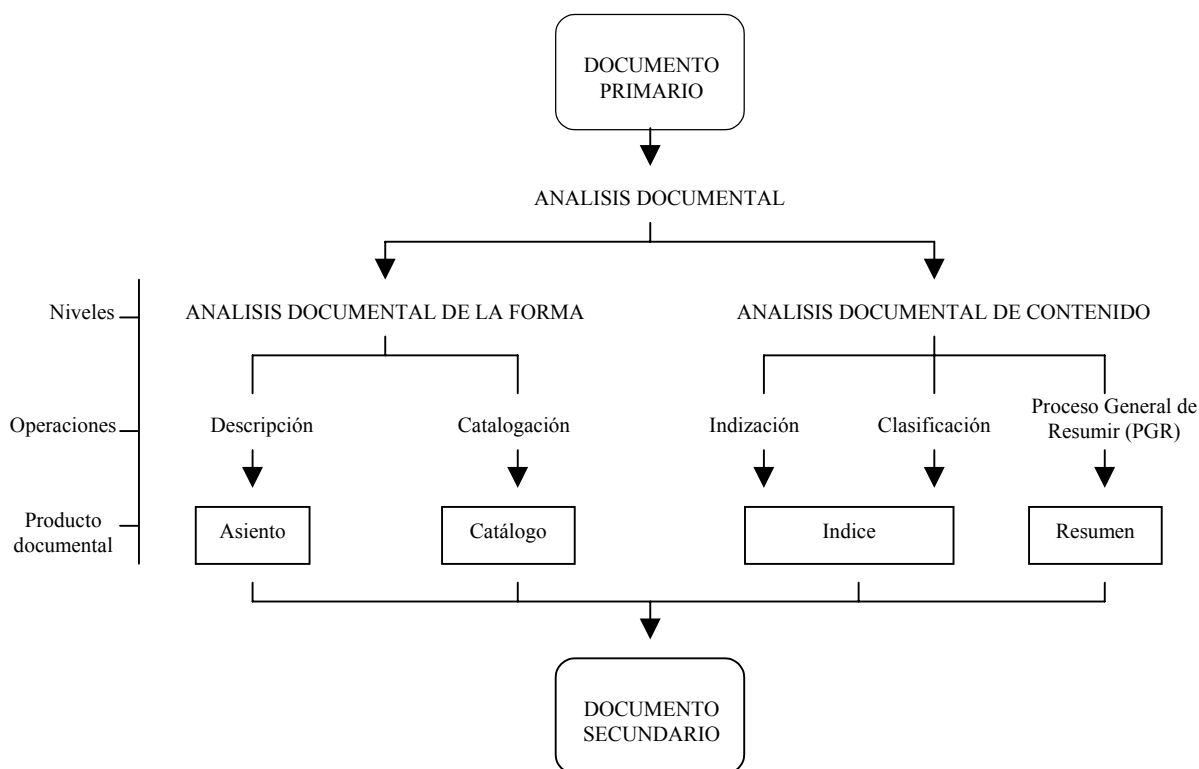 DOCUMENTO
PRIMARIO
ANALISIS DOCUMENTAL
Niveles
ANALISIS DOCUMENTAL DE LA FORMA
ANALISIS DOCUMENTAL DE CONTENIDO
Operaciones
Descripción
Catalogación
Indización
Clasificación
Proceso General de
Resumir (PGR)
Producto
documental
Asiento
Catálogo
Indice
Resumen
DOCUMENTO
SECUNDARIO